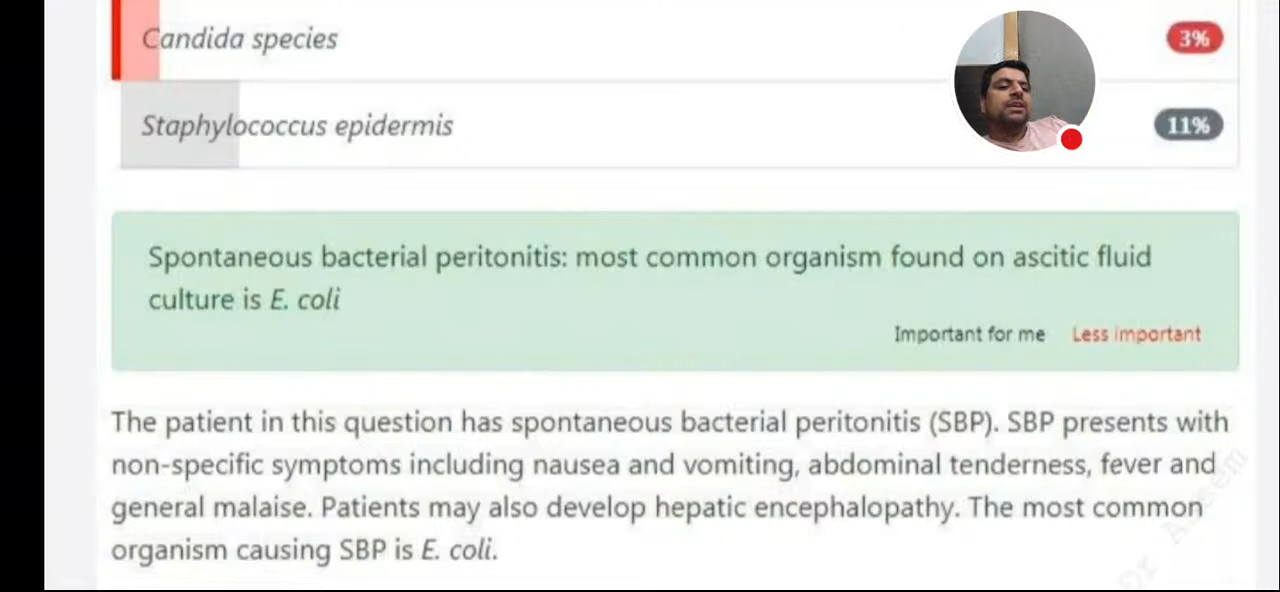 Candida species
3%
Staphylococcus epidermis
11%
Spontaneous bacterial peritonitis: most common organism found on ascitic fluid
culture is E. coli
Important for me Less important
The patient in this question has spontaneous bacterial peritonitis (SBP). SBP presents with
non-specific symptoms including nausea and vomiting, abdominal tenderness, fever and
general malaise. Patients may also develop hepatic encephalopathy. The most common
organism causing SBP is E. coli.